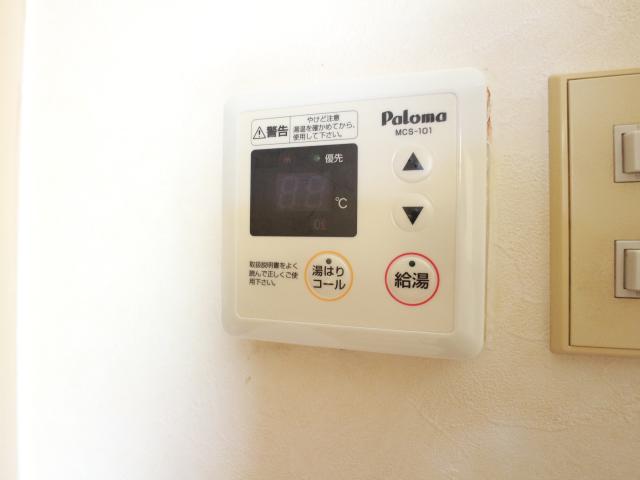 警告
やけど注意
湯温を確かめてから、
使用して下さい。
Paloma
MCS-101
優先
℃
取扱説明書をよく
読んで正しくご使
用下さい。
湯はり
コール
給湯